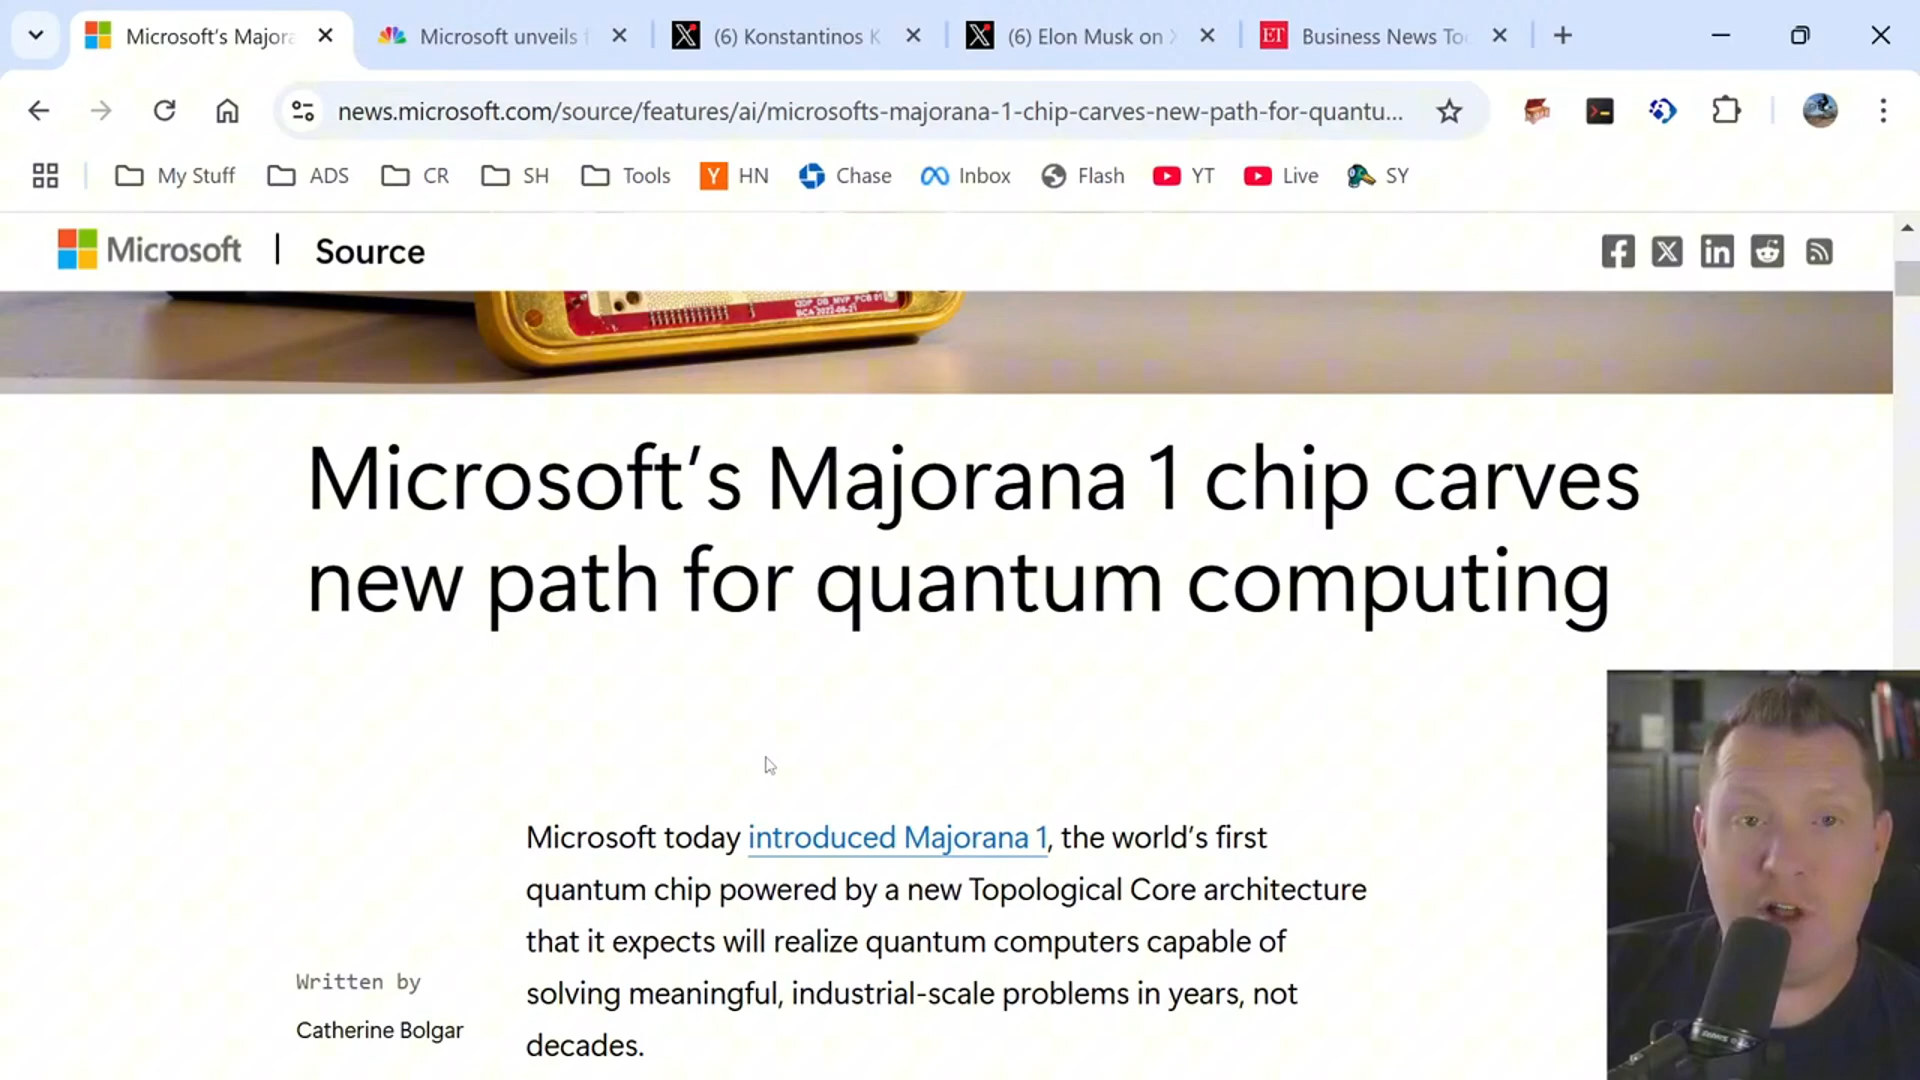 Microsoft's Majora
Microsoft unveils f
(6) Konstantinos K
(6) Elon Musk on X
ET
Business News To
news.microsoft.com/source/features/ai/microsofts-majorana-1-chip-carves-new-path-for-quantu...
My Stuff
ADS
CR
SH
Tools
Y HN
Chase
Inbox
Flash
YT
Live
SY
Microsoft | Source
QDP_DB_MVP_PCB 01
Microsoft's Majorana 1 chip carves
new path for quantum computing
Microsoft today introduced Majorana 1, the world's first
quantum chip powered by a new Topological Core architecture
that it expects will realize quantum computers capable of
solving meaningful, industrial-scale problems in years, not
decades.
Written by
Catherine Bolgar